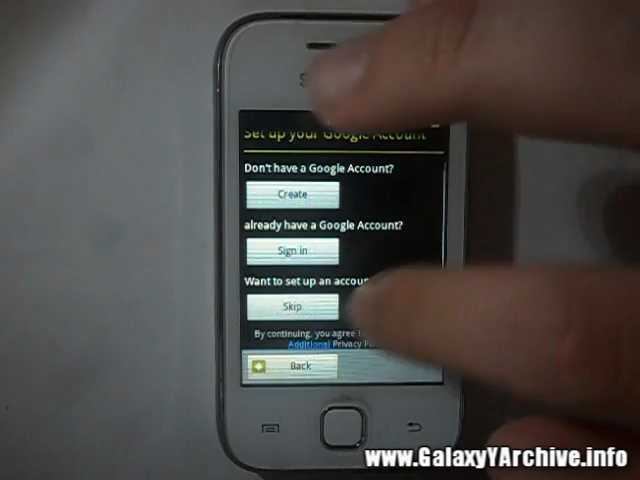 Set up your Google Account
Don't have a Google Account?
Create
already have a Google Account?
Sign in
Want to set up an
Skip
By continuing, you agree
Additional Privacy
Back
www.GalaxyYArchive.info